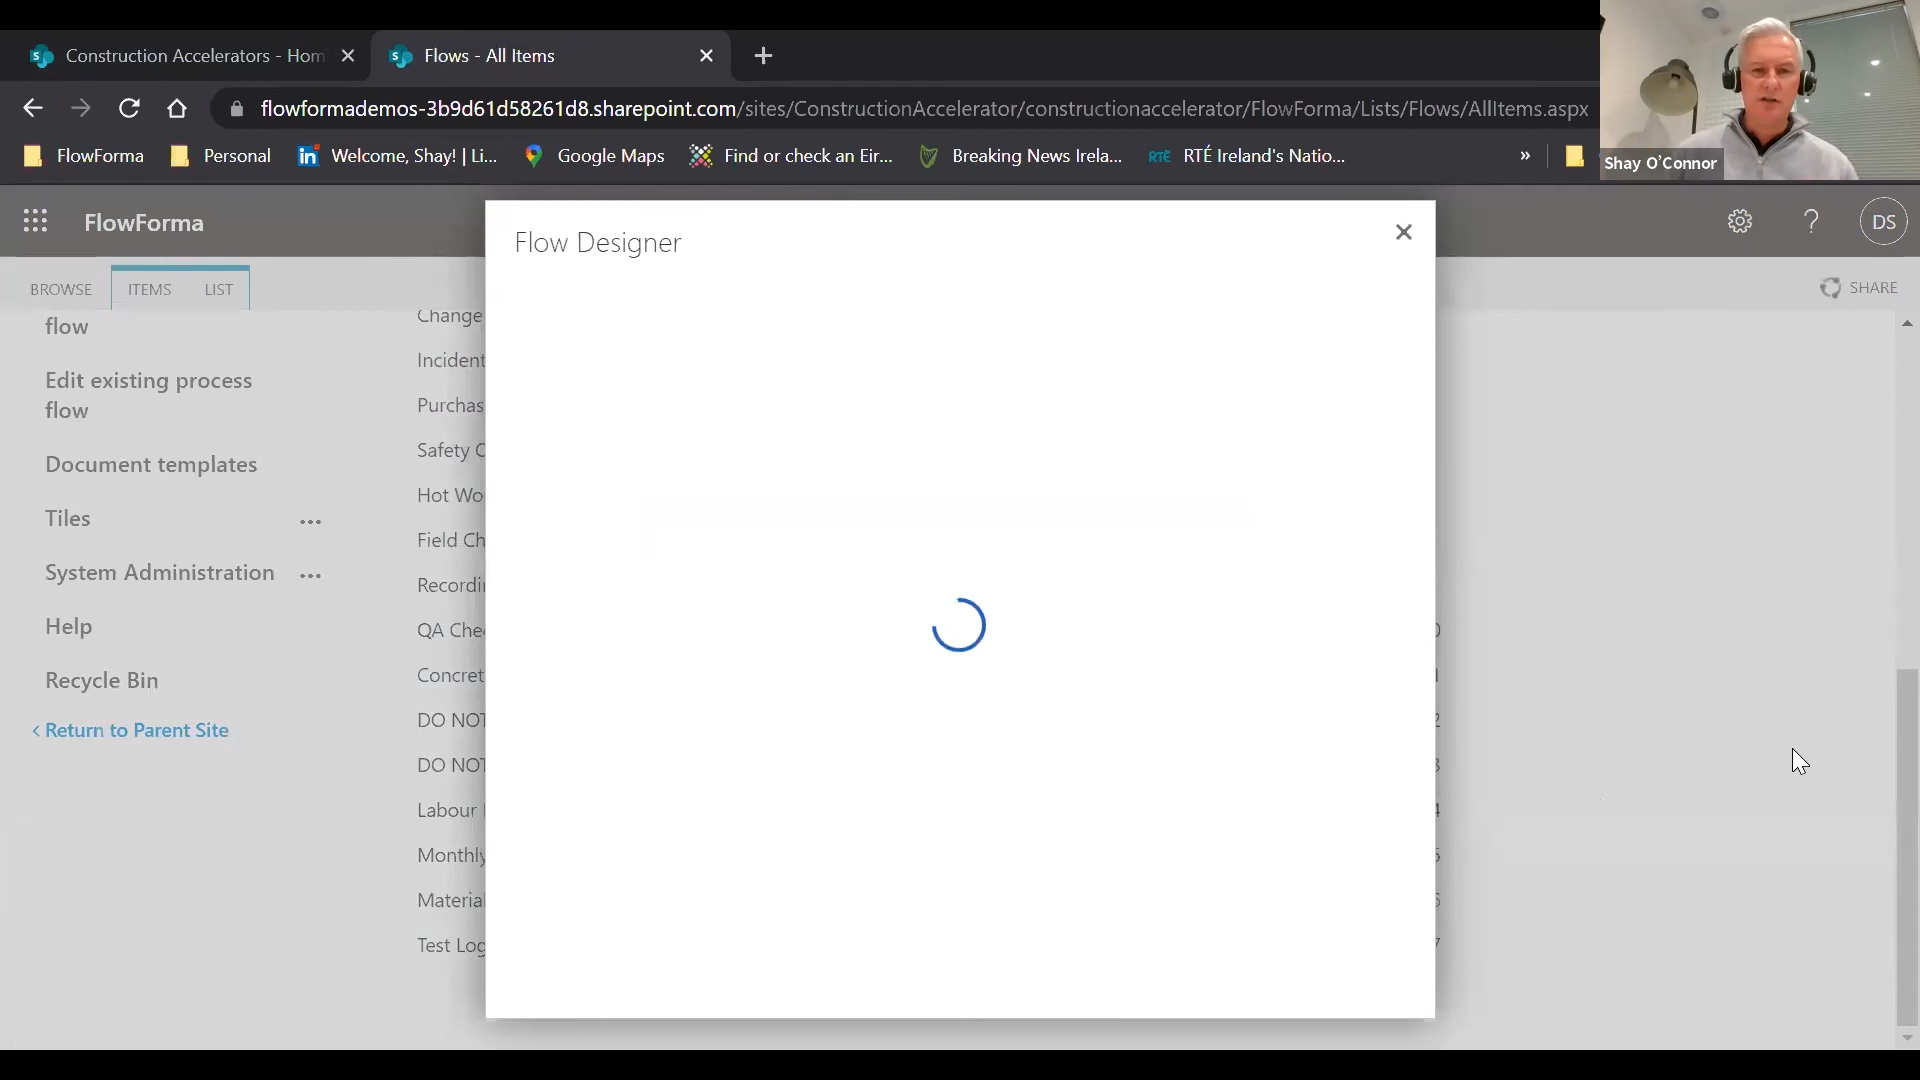 Construction Accelerators - Hom
Flows - All Items
flowformademos-3b9d61d58261d8.sharepoint.com/sites/ConstructionAccelerator/constructionaccelerator/FlowForma/Lists/Flows/AllItems.aspx
FlowForma
Personal
Welcome, Shay! | Li...
Google Maps
Find or check an Eir...
Breaking News Irela...
RTÉ Ireland's Natio...
»
Shay O'Connor
FlowForma
Flow Designer
DS
BROWSE
ITEMS
LIST
SHARE
flow
Edit existing process
flow
Document templates
Tiles
System Administration
Help
Recycle Bin
Return to Parent Site
Change
Incident
Purchas
Safety C
Hot Wo
Field Ch
Recordi
QA Che
Concret
DO NOT
DO NOT
Labour
Monthly
Material
Test Log